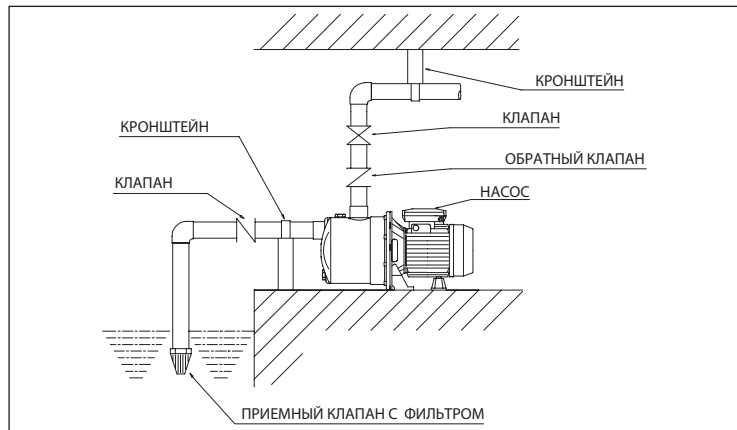 КРОНШТЕЙН
КЛАПАН
КРОНШТЕЙН
ОБРАТНЫЙ КЛАПАН
КЛАПАН
НАСОС
ПРИЕМНЫЙ КЛАПАН С ФИЛЬТРОМ